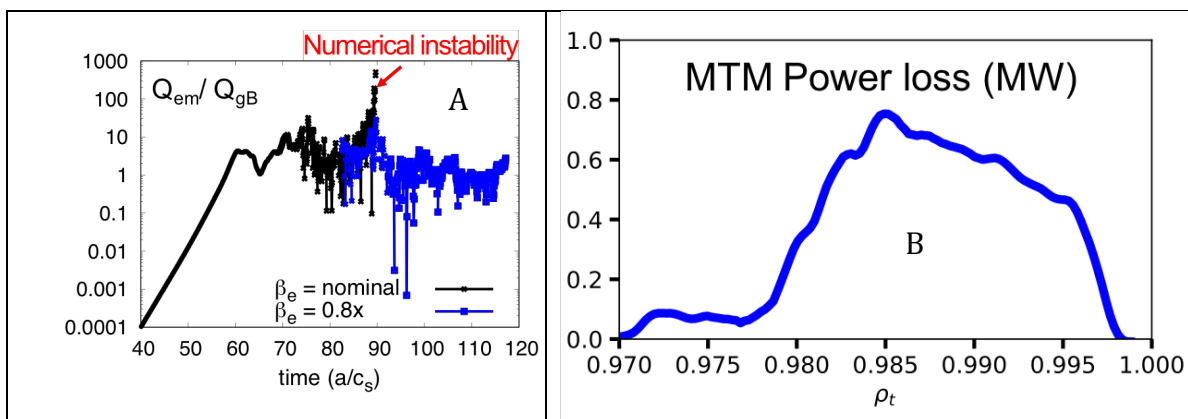 Numerical instability
1000
Q_em/ Q_gB
A
100
10
1
0.1
0.01
0.001
0.0001
β_e = nominal
β_e = 0.8x
40 50 60 70 80 90 100 110 120
time (a/c_s)
1.0
MTM Power loss (MW)
0.8
0.6
0.4
B
0.2
0.0
0.970 0.975 0.980 0.985 0.990 0.995 1.000
ρ_t